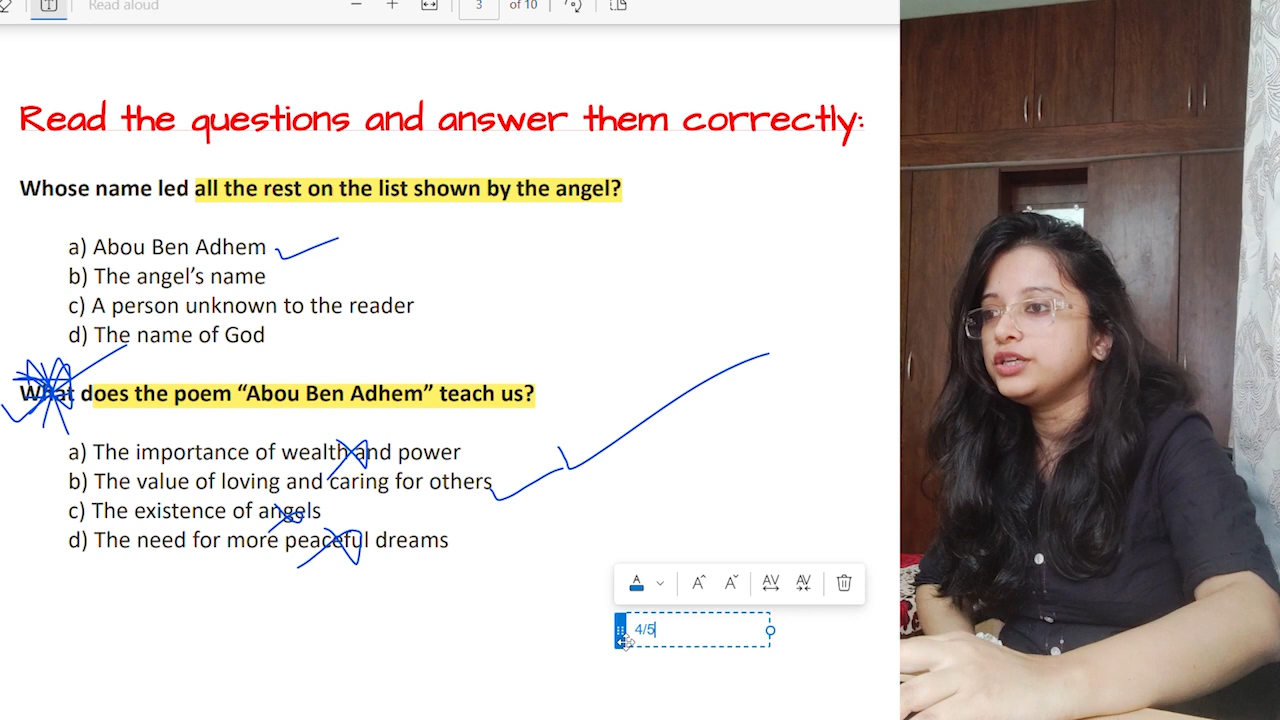 Read aloud
3 of 10
Read the questions and answer them correctly:
Whose name led all the rest on the list shown by the angel?
a) Abou Ben Adhem
b) The angel’s name
c) A person unknown to the reader
d) The name of God
What does the poem “Abou Ben Adhem” teach us?
a) The importance of wealth and power
b) The value of loving and caring for others
c) The existence of angels
d) The need for more peaceful dreams
A A A AV AV
4/5